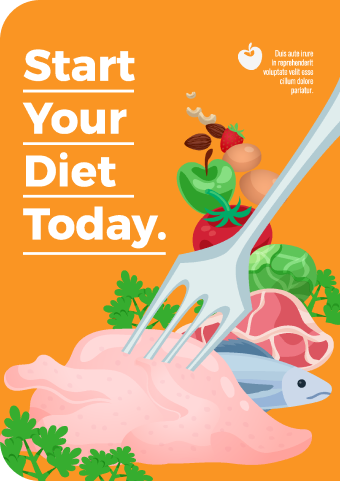 Start
Your
Diet
Today.
Duis aute irure
in reprehenderit
voluptate velit esse
cillum dolore
pariatur.